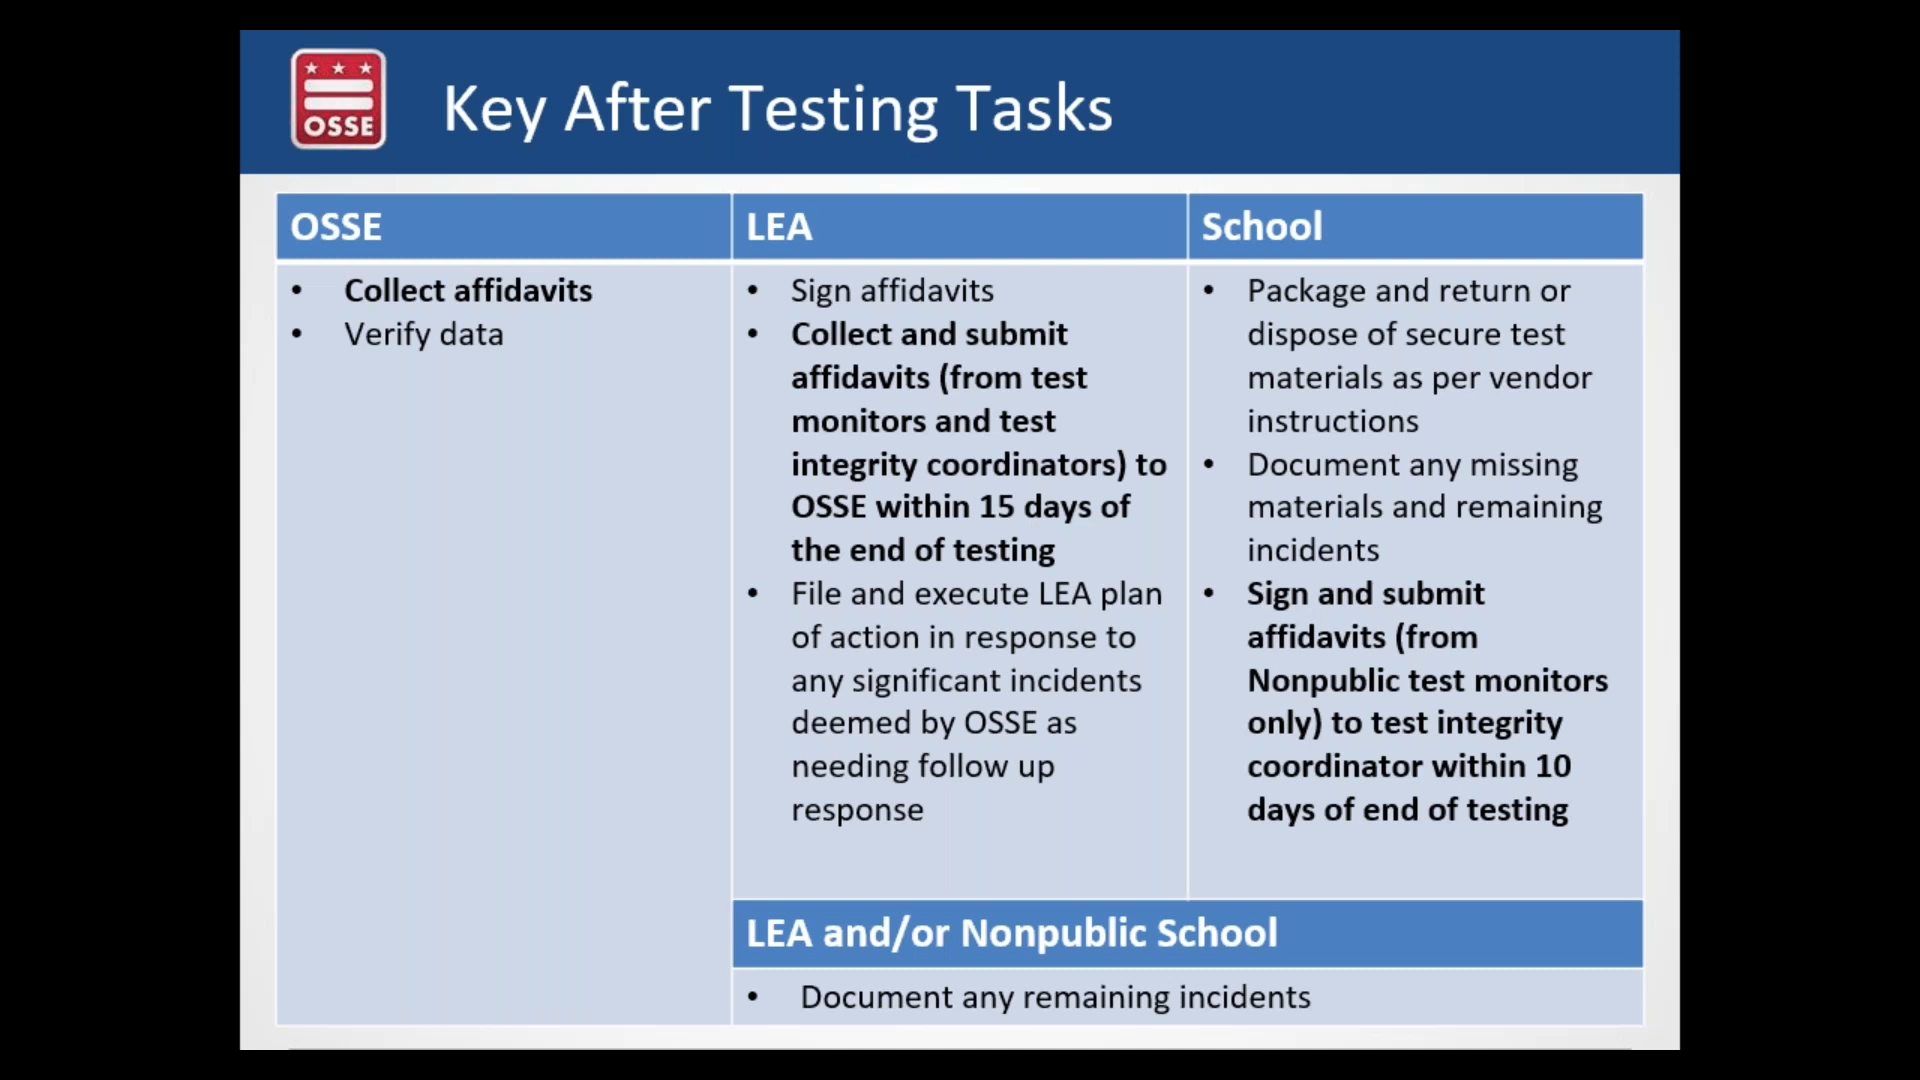 OSSE
Key After Testing Tasks
OSSE
• Collect affidavits
• Verify data
LEA
• Sign affidavits
• Collect and submit
affidavits (from test
monitors and test
integrity coordinators) to
OSSE within 15 days of
the end of testing
• File and execute LEA plan
of action in response to
any significant incidents
deemed by OSSE as
needing follow up
response
School
• Package and return or
dispose of secure test
materials as per vendor
instructions
• Document any missing
materials and remaining
incidents
• Sign and submit
affidavits (from
Nonpublic test monitors
only) to test integrity
coordinator within 10
days of end of testing
LEA and/or Nonpublic School
• Document any remaining incidents